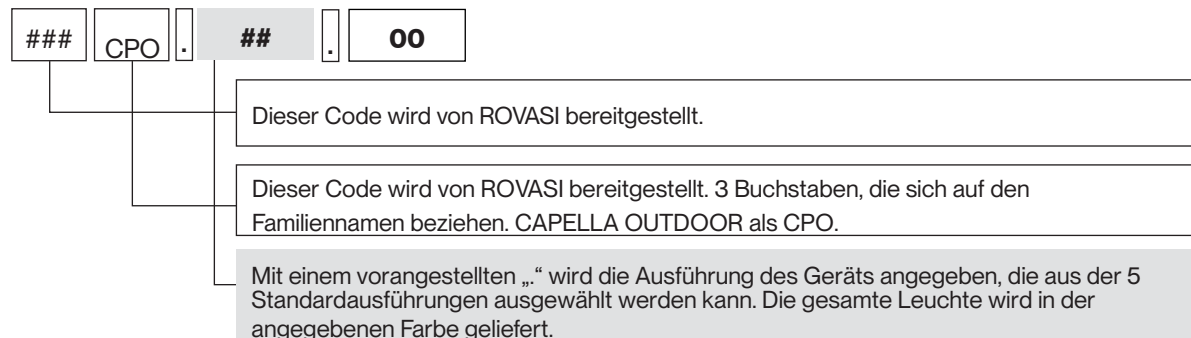 ### CPO . ## . 00
Dieser Code wird von ROVASI bereitgestellt.
Dieser Code wird von ROVASI bereitgestellt. 3 Buchstaben, die sich auf den
Familiennamen beziehen. CAPELLA OUTDOOR als CPO.
Mit einem vorangestellten „.“ wird die Ausführung des Geräts angegeben, die aus der 5
Standardausführungen ausgewählt werden kann. Die gesamte Leuchte wird in der
angegebenen Farbe geliefert.